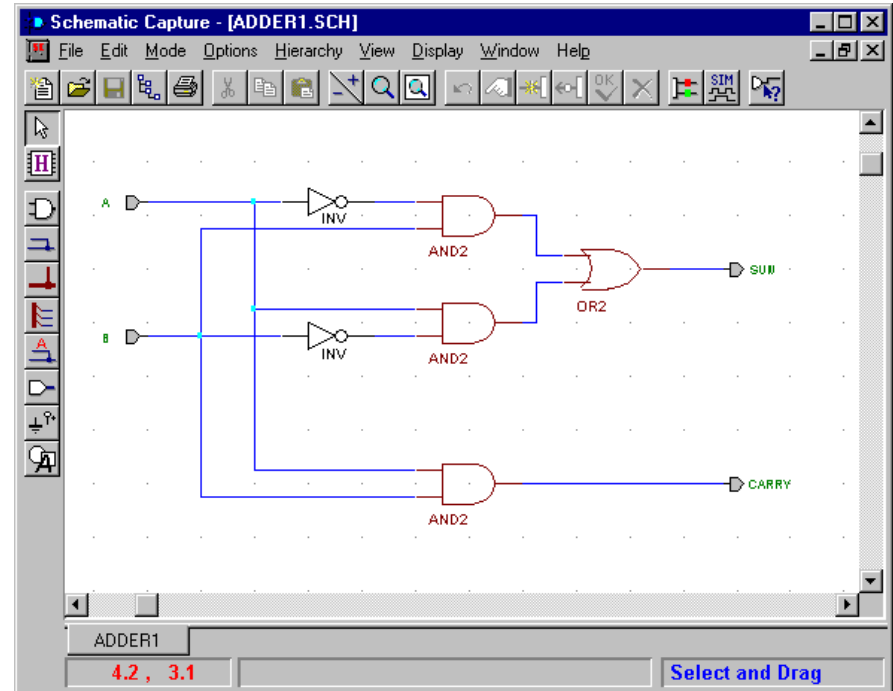 Schematic Capture - [ADDER1.SCH]
File Edit Mode Options Hierarchy View Display Window Help
OK SIM
H
A
A
A
INV
AND2
SUM
OR2
B
INV
AND2
CARRY
AND2
ADDER1
4.2 , 3.1
Select and Drag